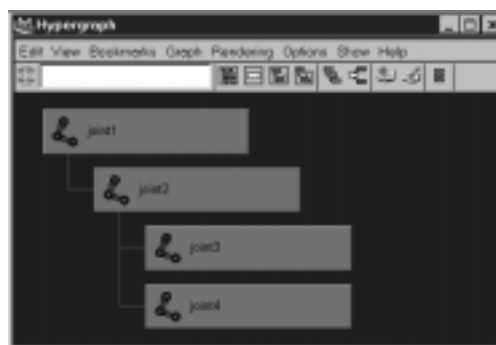 Hypergraph
Edit View Bookmarks Graph Rendering Options Show Help
joint1
joint2
joint3
joint4